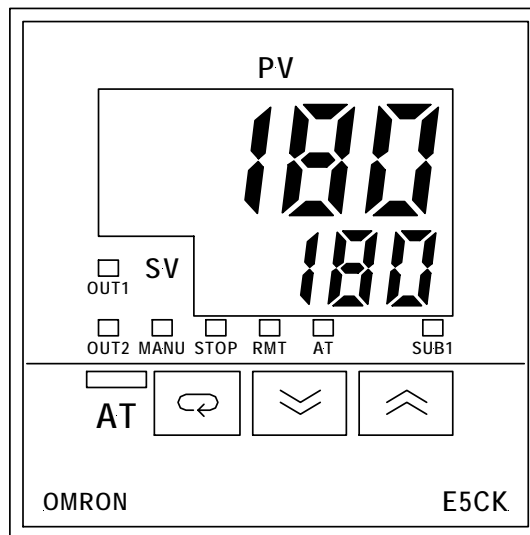 PV
180
180
SV
OUT1
OUT2 MANU STOP RMT AT SUB1
AT
OMRON E5CK